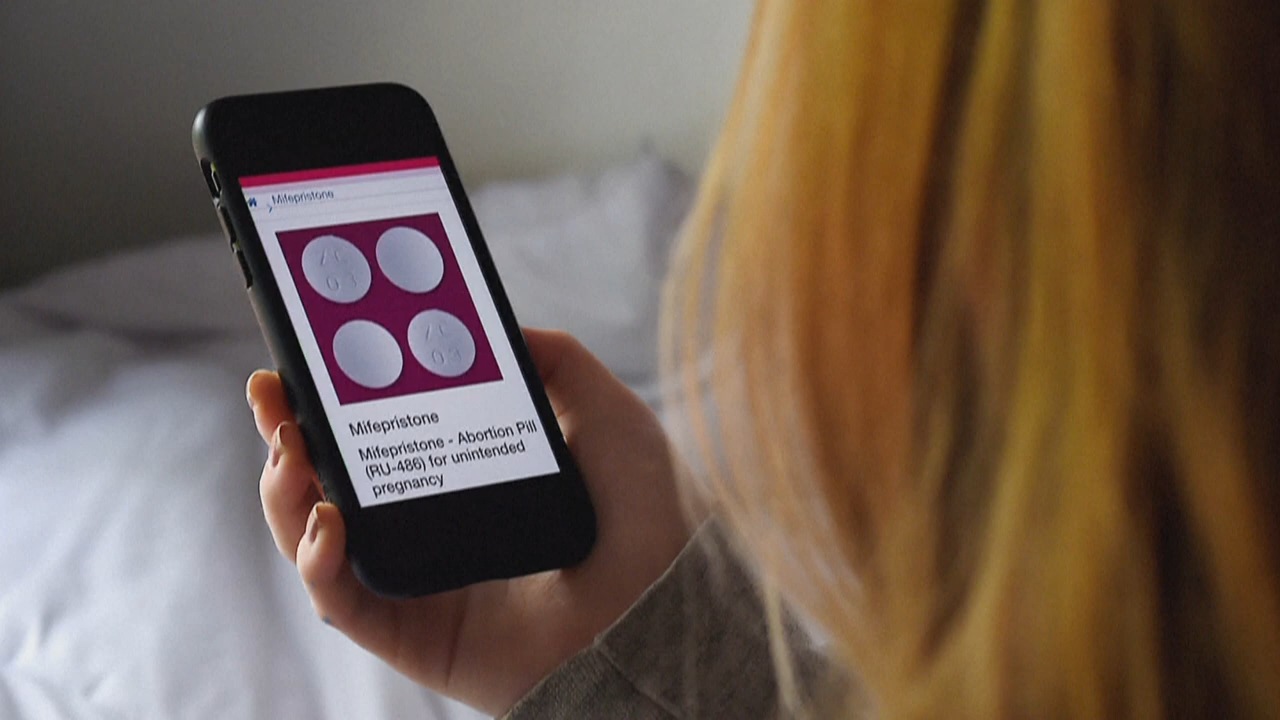 Mifepristone
Mifepristone
Mifepristone - Abortion Pill
(RU-486) for unintended
pregnancy